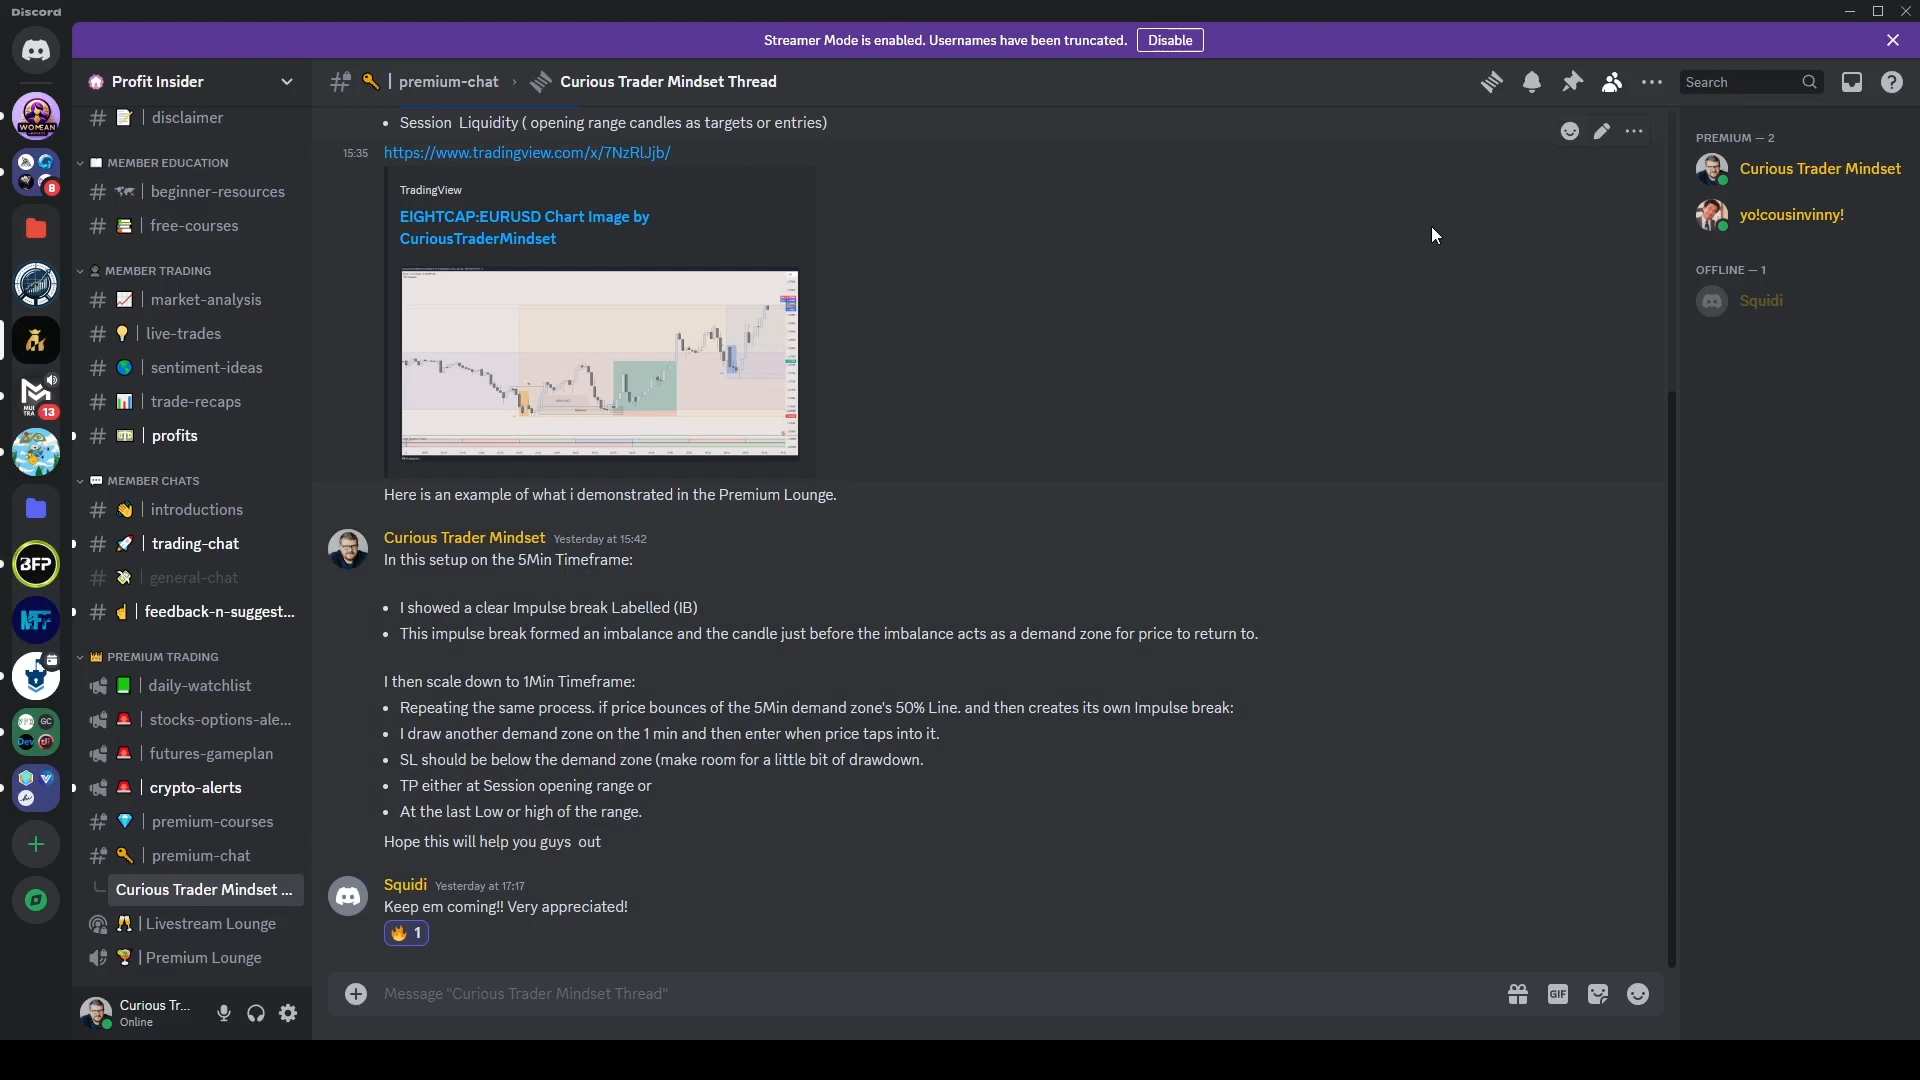 Discord
Streamer Mode is enabled. Usernames have been truncated.
Disable
Profit Insider
| premium-chat › Curious Trader Mindset Thread
Search
| disclaimer
MEMBER EDUCATION
| beginner-resources
| free-courses
MEMBER TRADING
| market-analysis
| live-trades
| sentiment-ideas
| trade-recaps
| profits
MEMBER CHATS
| introductions
| trading-chat
| general-chat
| feedback-n-suggest...
PREMIUM TRADING
| daily-watchlist
| stocks-options-ale...
| futures-gameplan
| crypto-alerts
| premium-courses
| premium-chat
Curious Trader Mindset ...
| Livestream Lounge
| Premium Lounge
Curious Tr...
Online
WOMAN
8
13
BFP
MFF
GC
Dev
• Session Liquidity ( opening range candles as targets or entries)
15:35
https://www.tradingview.com/x/7NzRlJjb/
TradingView
EIGHTCAP:EURUSD Chart Image by
CuriousTraderMindset
Here is an example of what i demonstrated in the Premium Lounge.
Curious Trader Mindset Yesterday at 15:42
In this setup on the 5Min Timeframe:
• I showed a clear Impulse break Labelled (IB)
• This impulse break formed an imbalance and the candle just before the imbalance acts as a demand zone for price to return to.
I then scale down to 1Min Timeframe:
• Repeating the same process. if price bounces of the 5Min demand zone's 50% Line. and then creates its own Impulse break:
• I draw another demand zone on the 1 min and then enter when price taps into it.
• SL should be below the demand zone (make room for a little bit of drawdown.
• TP either at Session opening range or
• At the last Low or high of the range.
Hope this will help you guys out
Squidi Yesterday at 17:17
Keep em coming!! Very appreciated!
1
Message "Curious Trader Mindset Thread"
GIF
PREMIUM — 2
Curious Trader Mindset
yo!cousinvinny!
OFFLINE — 1
Squidi